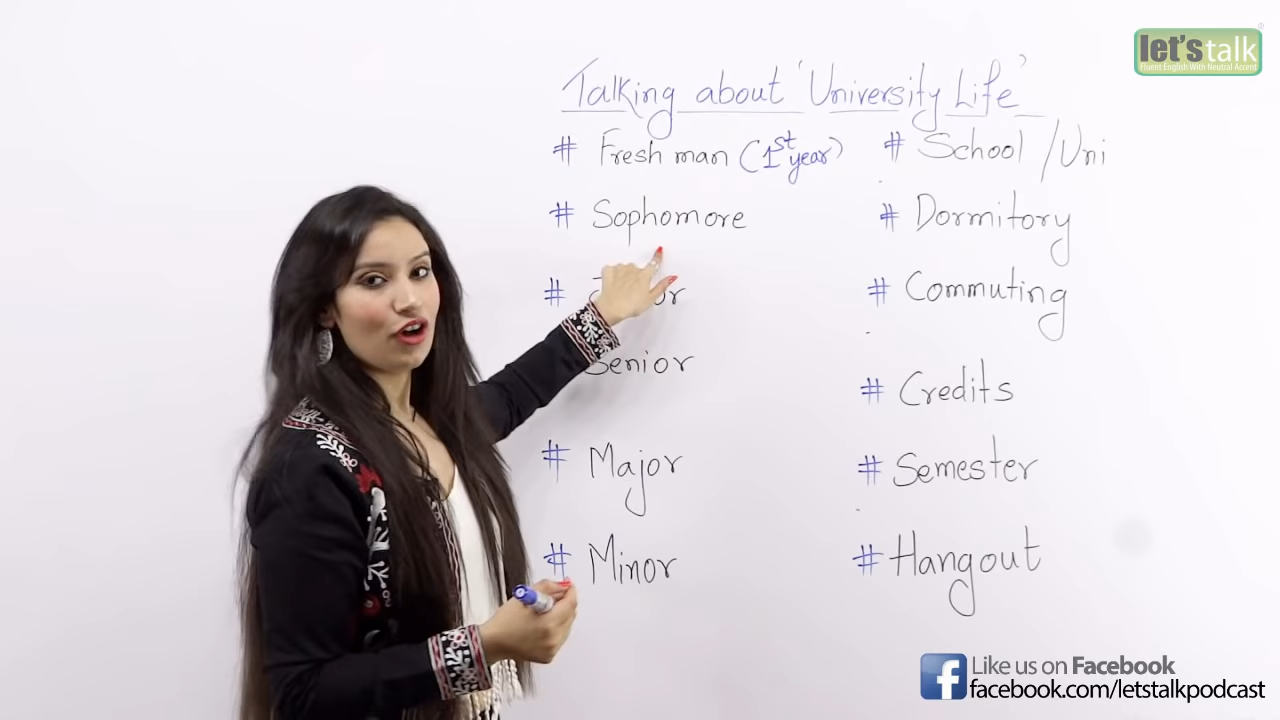 let's talk
Fluent English With Neutral Accent
Talking about 'University Life'
# Fresh man (1st year)
# Sophomore
#
Senior
# Major
# Minor
# School / Uni
# Dormitory
# Commuting
# Credits
# Semester
# Hangout
Like us on Facebook
facebook.com/letstalkpodcast